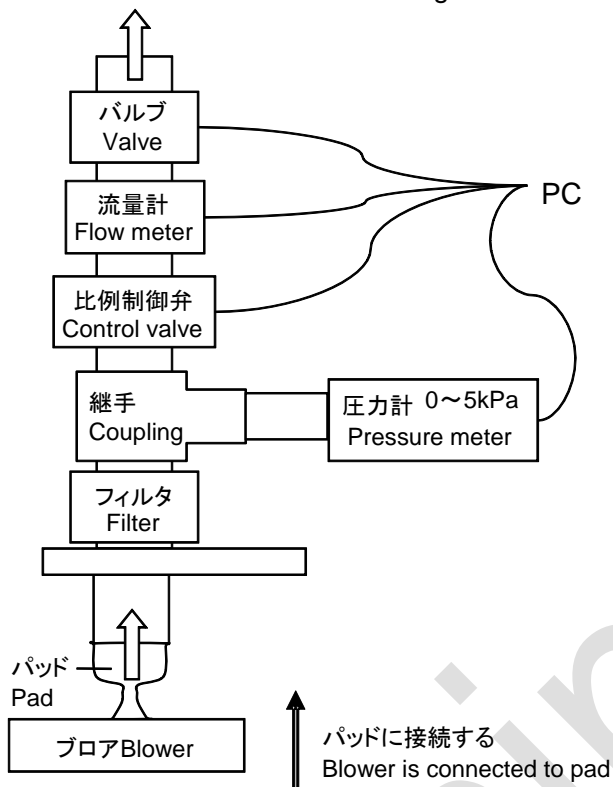 バルブ
Valve
流量計
Flow meter
PC
比例制御弁
Control valve
継手
Coupling
圧力計 0～5kPa
Pressure meter
フィルタ
Filter
パッド
Pad
ブロアBlower
パッドに接続する
Blower is connected to pad